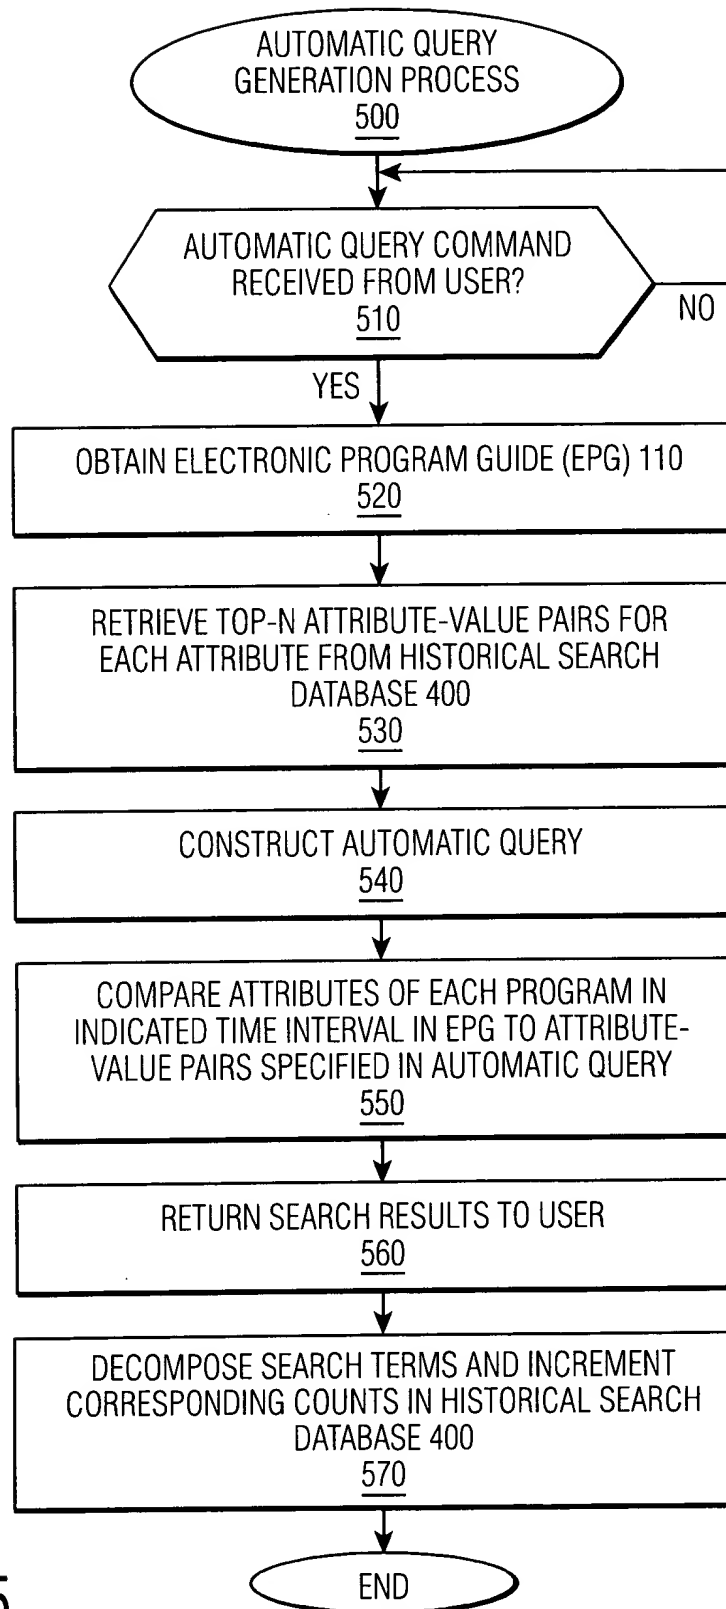 AUTOMATIC QUERY
GENERATION PROCESS
500
AUTOMATIC QUERY COMMAND
RECEIVED FROM USER?
510
NO
YES
OBTAIN ELECTRONIC PROGRAM GUIDE (EPG) 110
520
RETRIEVE TOP-N ATTRIBUTE-VALUE PAIRS FOR
EACH ATTRIBUTE FROM HISTORICAL SEARCH
DATABASE 400
530
CONSTRUCT AUTOMATIC QUERY
540
COMPARE ATTRIBUTES OF EACH PROGRAM IN
INDICATED TIME INTERVAL IN EPG TO ATTRIBUTE-
VALUE PAIRS SPECIFIED IN AUTOMATIC QUERY
550
RETURN SEARCH RESULTS TO USER
560
DECOMPOSE SEARCH TERMS AND INCREMENT
CORRESPONDING COUNTS IN HISTORICAL SEARCH
DATABASE 400
570
END
5